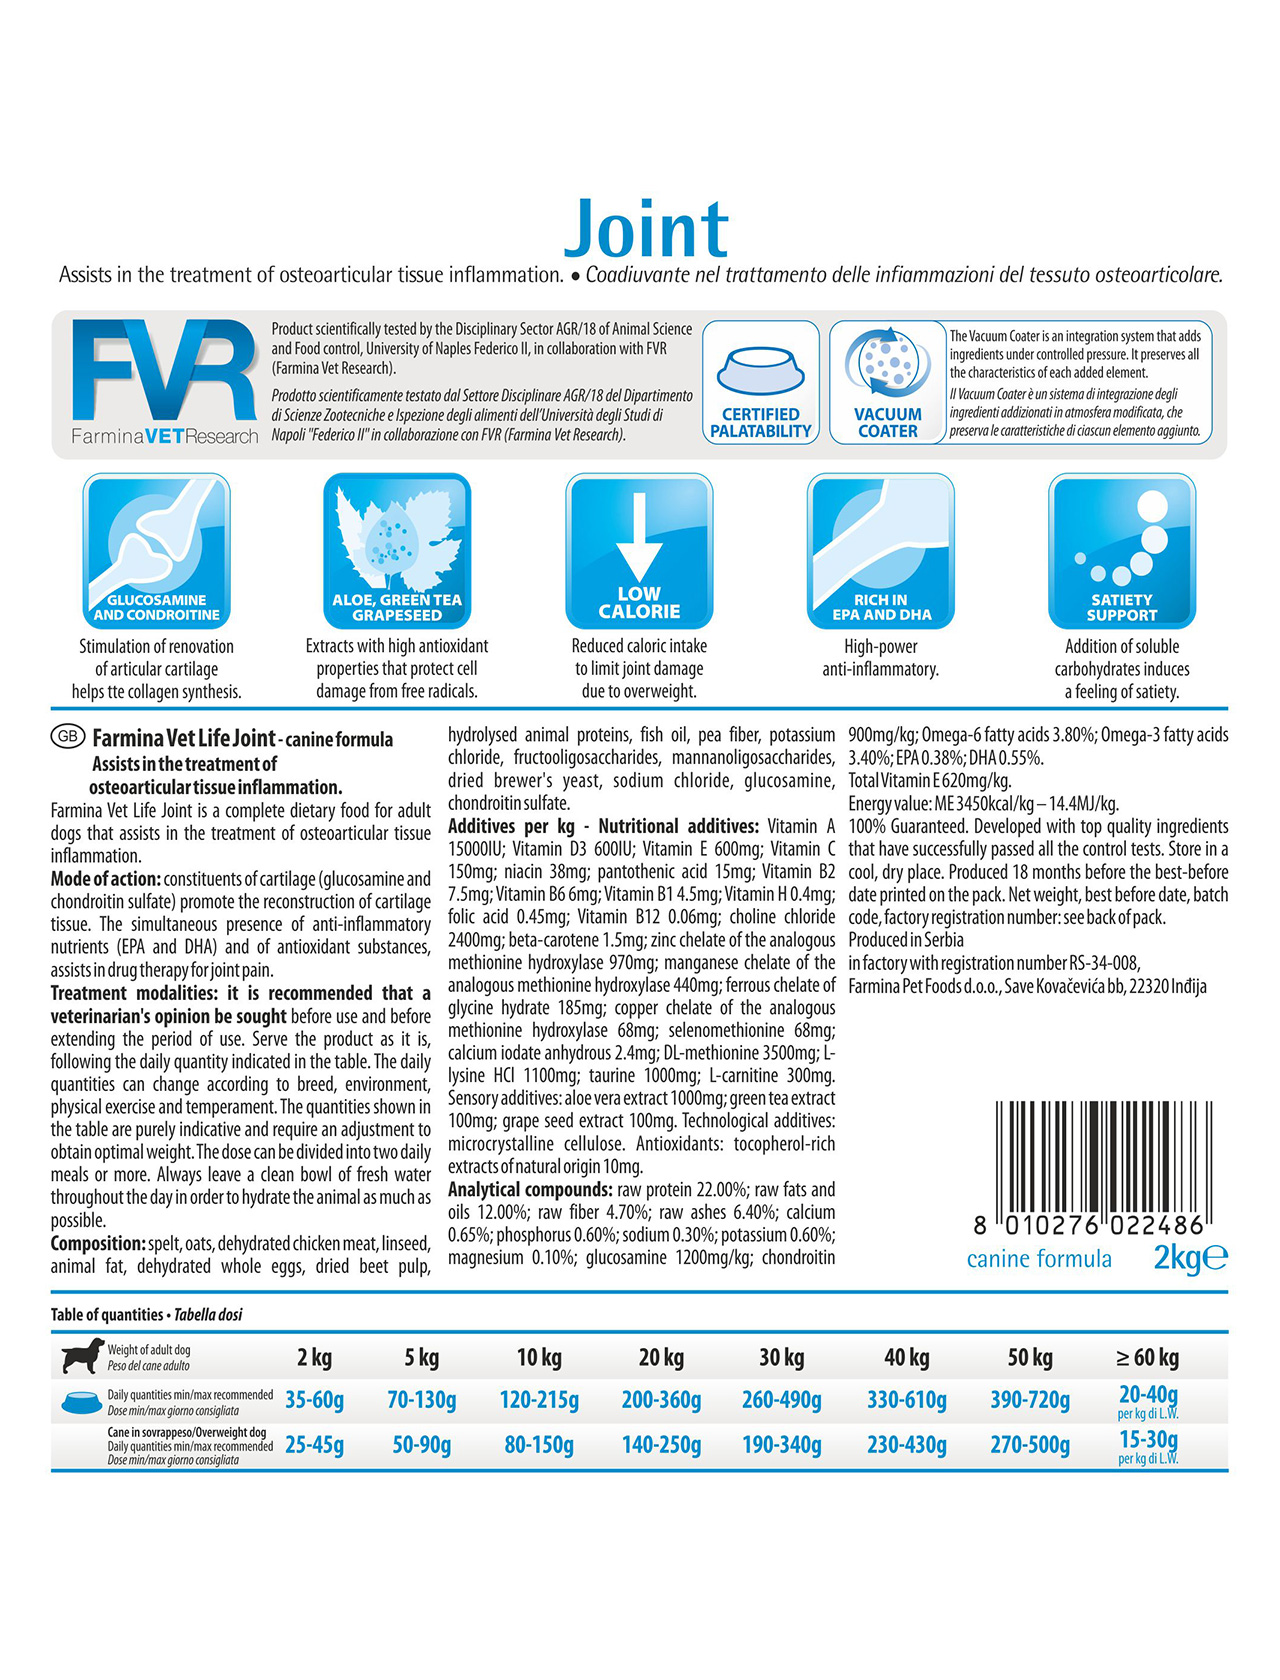 Joint
Assists in the treatment of osteoarticular tissue inflammation. • Coadiuvante nel trattamento delle infiammazioni del tessuto osteoarticolare.
FVR
FarminaVETResearch
Product scientifically tested by the Disciplinary Sector AGR/18 of Animal Science
and Food control, University of Naples Federico II, in collaboration with FVR
(Farmina Vet Research).
Prodotto scientificamente testato dal Settore Disciplinare AGR/18 del Dipartimento
di Scienze Zootecniche e Ispezione degli alimenti dell'Università degli Studi di
Napoli "Federico II" in collaborazione con FVR (Farmina Vet Research).
CERTIFIED
PALATABILITY
VACUUM
COATER
The Vacuum Coater is an integration system that adds
ingredients under controlled pressure. It preserves all
the characteristics of each added element.
Il Vacuum Coater è un sistema di integrazione degli
ingredienti addizionati in atmosfera modificata, che
preserva le caratteristiche di ciascun elemento aggiunto.
GLUCOSAMINE
AND CONDROITINE
Stimulation of renovation
of articular cartilage
helps tte collagen synthesis.
ALOE, GREEN TEA
GRAPESEED
Extracts with high antioxidant
properties that protect cell
damage from free radicals.
LOW
CALORIE
Reduced caloric intake
to limit joint damage
due to overweight.
RICH IN
EPA AND DHA
High-power
anti-inflammatory.
SATIETY
SUPPORT
Addition of soluble
carbohydrates induces
a feeling of satiety.
GB Farmina Vet Life Joint - canine formula
Assists in the treatment of
osteoarticular tissue inflammation.
Farmina Vet Life Joint is a complete dietary food for adult
dogs that assists in the treatment of osteoarticular tissue
inflammation.
Mode of action: constituents of cartilage (glucosamine and
chondroitin sulfate) promote the reconstruction of cartilage
tissue. The simultaneous presence of anti-inflammatory
nutrients (EPA and DHA) and of antioxidant substances,
assists in drug therapy for joint pain.
Treatment modalities: it is recommended that a
veterinarian's opinion be sought before use and before
extending the period of use. Serve the product as it is,
following the daily quantity indicated in the table. The daily
quantities can change according to breed, environment,
physical exercise and temperament. The quantities shown in
the table are purely indicative and require an adjustment to
obtain optimal weight. The dose can be divided into two daily
meals or more. Always leave a clean bowl of fresh water
throughout the day in order to hydrate the animal as much as
possible.
Composition: spelt, oats, dehydrated chicken meat, linseed,
animal fat, dehydrated whole eggs, dried beet pulp,
hydrolysed animal proteins, fish oil, pea fiber, potassium
chloride, fructooligosaccharides, mannanoligosaccharides,
dried brewer's yeast, sodium chloride, glucosamine,
chondroitin sulfate.
Additives per kg - Nutritional additives: Vitamin A
15000IU; Vitamin D3 600IU; Vitamin E 600mg; Vitamin C
150mg; niacin 38mg; pantothenic acid 15mg; Vitamin B2
7.5mg; Vitamin B6 6mg; Vitamin B1 4.5mg; Vitamin H 0.4mg;
folic acid 0.45mg; Vitamin B12 0.06mg; choline chloride
2400mg; beta-carotene 1.5mg; zinc chelate of the analogous
methionine hydroxylase 970mg; manganese chelate of the
analogous methionine hydroxylase 440mg; ferrous chelate of
glycine hydrate 185mg; copper chelate of the analogous
methionine hydroxylase 68mg; selenomethionine 68mg;
calcium iodate anhydrous 2.4mg; DL-methionine 3500mg; L-
lysine HCl 1100mg; taurine 1000mg; L-carnitine 300mg.
Sensory additives: aloe vera extract 1000mg; green tea extract
100mg; grape seed extract 100mg. Technological additives:
microcrystalline cellulose. Antioxidants: tocopherol-rich
extracts of natural origin 10mg.
Analytical compounds: raw protein 22.00%; raw fats and
oils 12.00%; raw fiber 4.70%; raw ashes 6.40%; calcium
0.65%; phosphorus 0.60%; sodium 0.30%; potassium 0.60%;
magnesium 0.10%; glucosamine 1200mg/kg; chondroitin
900mg/kg; Omega-6 fatty acids 3.80%; Omega-3 fatty acids
3.40%; EPA 0.38%; DHA 0.55%.
Total Vitamin E 620mg/kg.
Energy value: ME 3450kcal/kg – 14.4MJ/kg.
100% Guaranteed. Developed with top quality ingredients
that have successfully passed all the control tests. Store in a
cool, dry place. Produced 18 months before the best-before
date printed on the pack. Net weight, best before date, batch
code, factory registration number: see back of pack.
Produced in Serbia
in factory with registration number RS-34-008,
Farmina Pet Foods d.o.o., Save Kovačevića bb, 22320 Inđija
8 010276 022486
canine formula 2kg℮
Table of quantities • Tabella dosi
Weight of adult dog
Peso del cane adulto
2 kg 5 kg 10 kg 20 kg 30 kg 40 kg 50 kg ≥ 60 kg
Daily quantities min/max recommended
Dose min/max giorno consigliata
35-60g 70-130g 120-215g 200-360g 260-490g 330-610g 390-720g 20-40g
per kg di L.W.
Cane in sovrappeso/Overweight dog
Daily quantities min/max recommended
Dose min/max giorno consigliata
25-45g 50-90g 80-150g 140-250g 190-340g 230-430g 270-500g 15-30g
per kg di L.W.